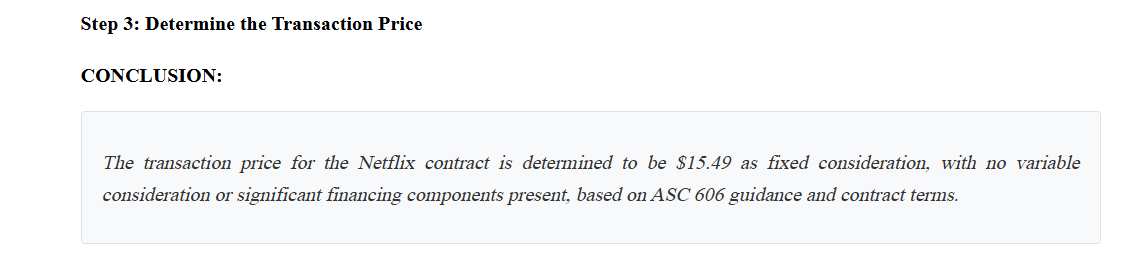 Step 3: Determine the Transaction Price
CONCLUSION:
The transaction price for the Netflix contract is determined to be $15.49 as fixed consideration, with no variable
consideration or significant financing components present, based on ASC 606 guidance and contract terms.